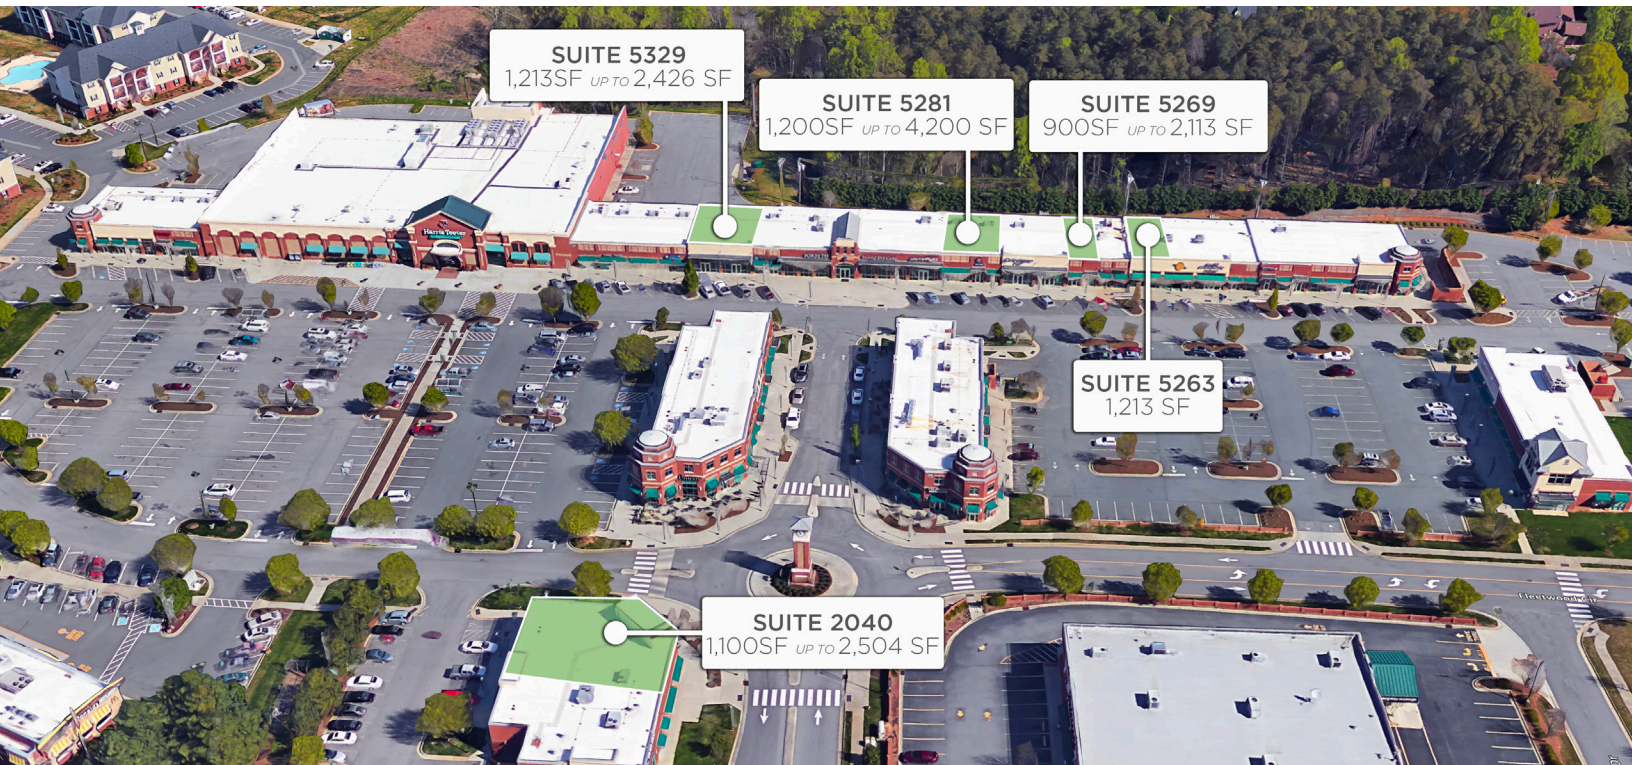 SUITE 5329
1,213SF UP TO 2,426 SF
SUITE 5281
1,200SF UP TO 4,200 SF
SUITE 5269
900SF UP TO 2,113 SF
Harris Teeter
SUITE 5263
1,213 SF
Fleetwood Cir
SUITE 2040
1,100SF UP TO 2,504 SF